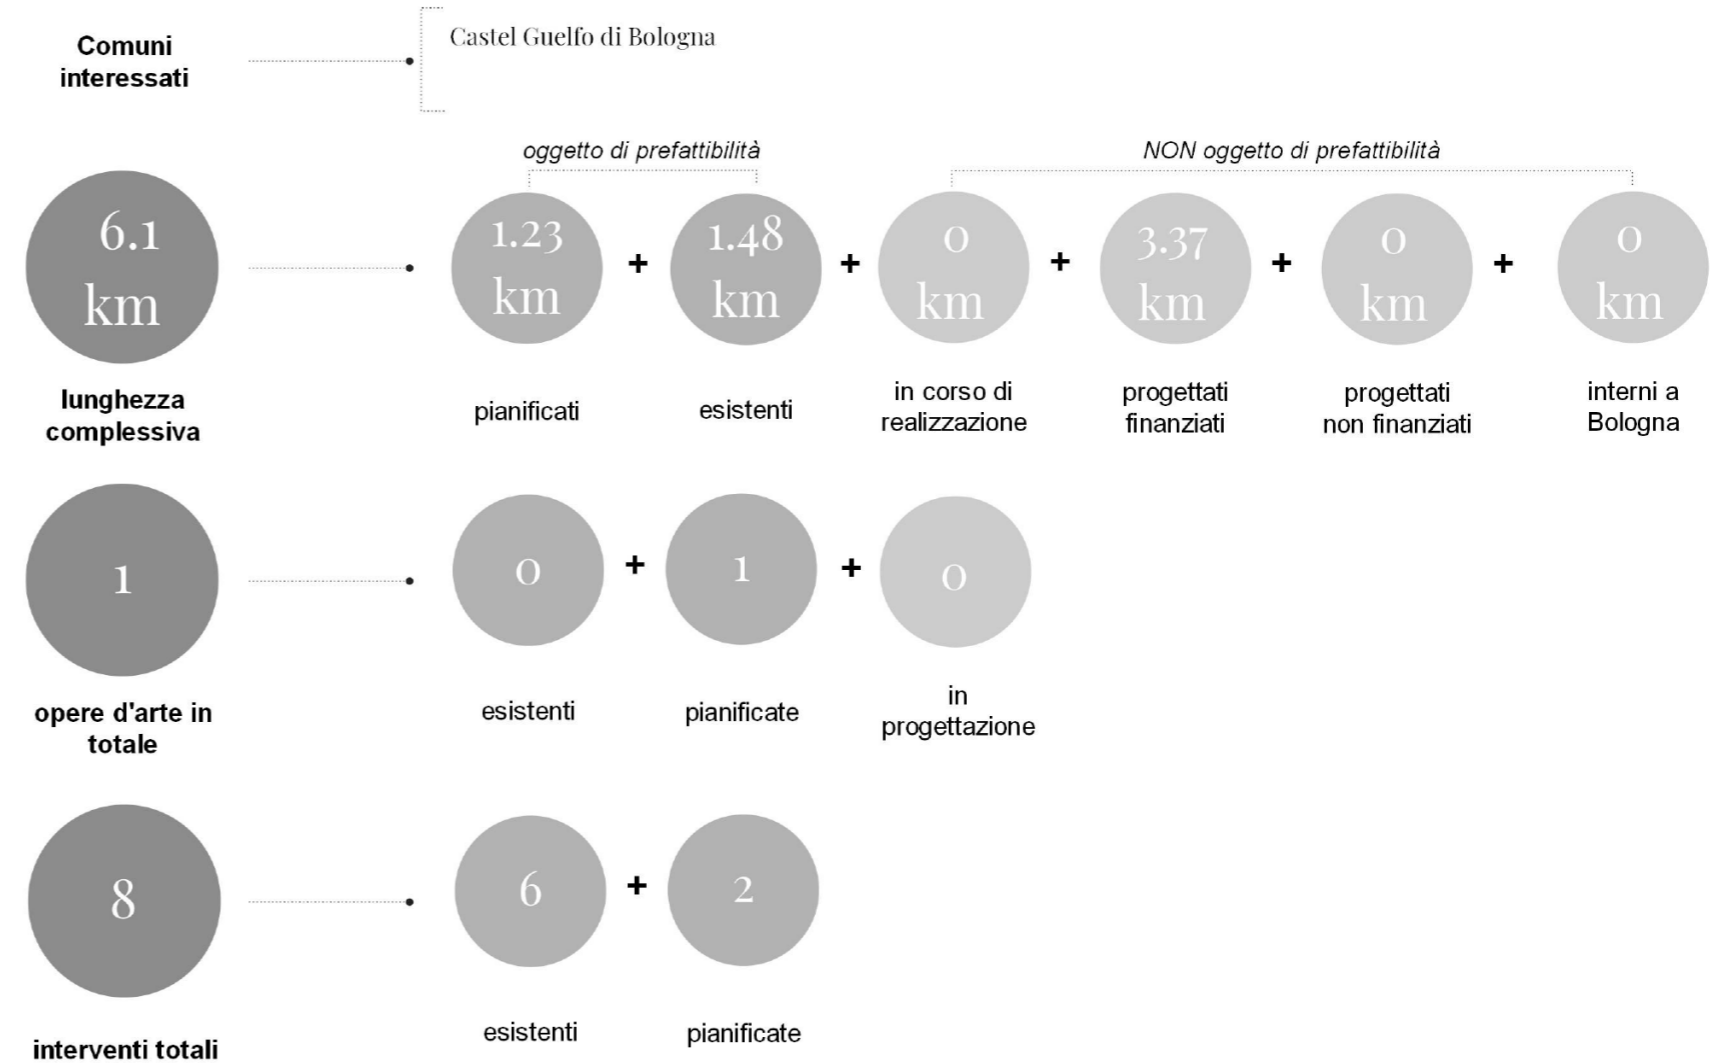 Comuni
interessati
Castel Guelfo di Bologna
oggetto di prefattibilità
NON oggetto di prefattibilità
6.1
km
1.23
km
+
1.48
km
+
0
km
+
3.37
km
+
0
km
+
0
km
lunghezza
complessiva
pianificati
esistenti
in corso di
realizzazione
progettati
finanziati
progettati
non finanziati
interni a
Bologna
1
0
+
1
+
0
opere d'arte in
totale
esistenti
pianificate
in
progettazione
8
6
+
2
interventi totali
esistenti
pianificate